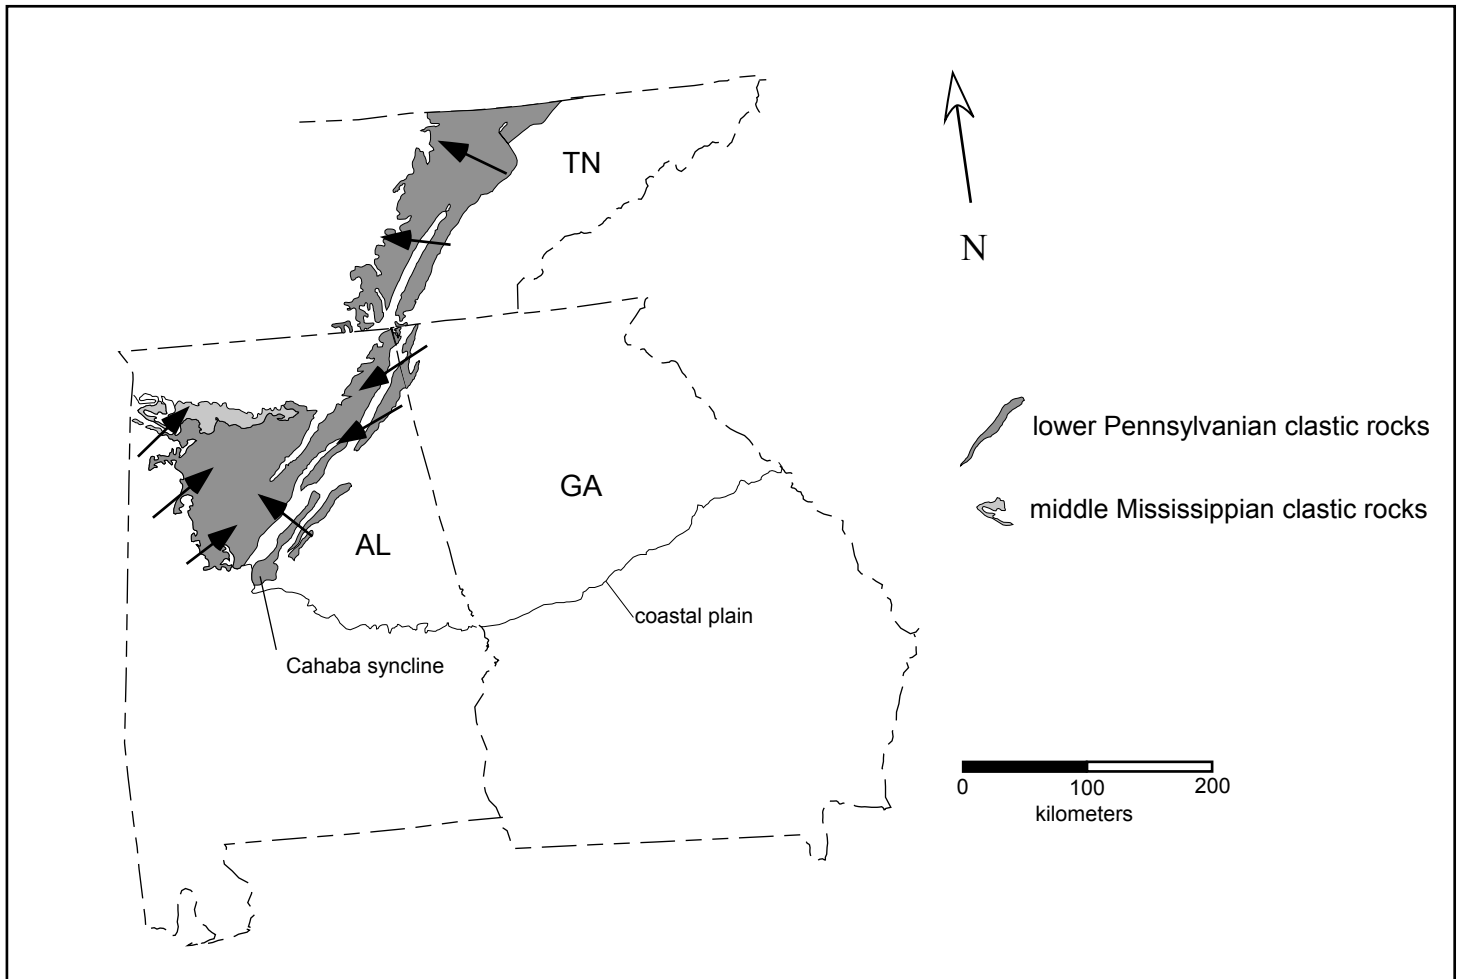 TN
N
lower Pennsylvanian clastic rocks
GA
middle Mississippian clastic rocks
AL
coastal plain
Cahaba syncline
0 100 200
kilometers